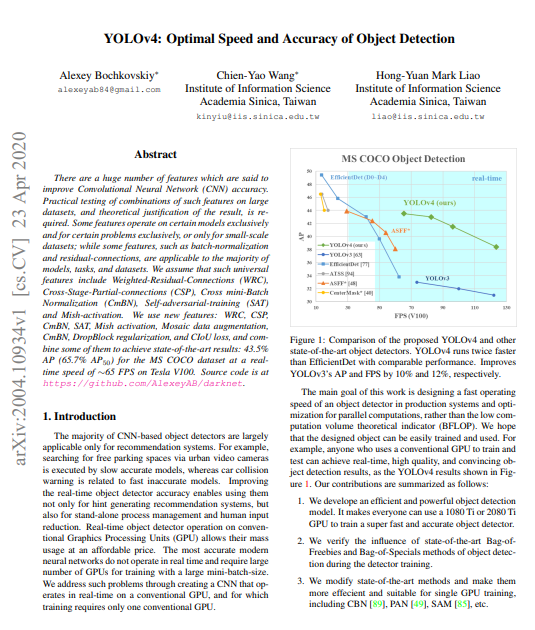 YOLOv4: Optimal Speed and Accuracy of Object Detection
Alexey Bochkovskiy*
alexeyab84@gmail.com
Chien-Yao Wang*
Institute of Information Science
Academia Sinica, Taiwan
kinyiu@iis.sinica.edu.tw
Hong-Yuan Mark Liao
Institute of Information Science
Academia Sinica, Taiwan
liao@iis.sinica.edu.tw
arXiv:2004.10934v1 [cs.CV] 23 Apr 2020
Abstract
There are a huge number of features which are said to
improve Convolutional Neural Network (CNN) accuracy.
Practical testing of combinations of such features on large
datasets, and theoretical justification of the result, is re-
quired. Some features operate on certain models exclusively
and for certain problems exclusively, or only for small-scale
datasets; while some features, such as batch-normalization
and residual-connections, are applicable to the majority of
models, tasks, and datasets. We assume that such universal
features include Weighted-Residual-Connections (WRC),
Cross-Stage-Partial-connections (CSP), Cross mini-Batch
Normalization (CmBN), Self-adversarial-training (SAT)
and Mish-activation. We use new features: WRC, CSP,
CmBN, SAT, Mish activation, Mosaic data augmentation,
CmBN, DropBlock regularization, and CIoU loss, and com-
bine some of them to achieve state-of-the-art results: 43.5%
AP (65.7% AP50) for the MS COCO dataset at a real-
time speed of ∼65 FPS on Tesla V100. Source code is at
https://github.com/AlexeyAB/darknet.
1. Introduction
The majority of CNN-based object detectors are largely
applicable only for recommendation systems. For example,
searching for free parking spaces via urban video cameras
is executed by slow accurate models, whereas car collision
warning is related to fast inaccurate models. Improving
the real-time object detector accuracy enables using them
not only for hint generating recommendation systems, but
also for stand-alone process management and human input
reduction. Real-time object detector operation on conven-
tional Graphics Processing Units (GPU) allows their mass
usage at an affordable price. The most accurate modern
neural networks do not operate in real time and require large
number of GPUs for training with a large mini-batch-size.
We address such problems through creating a CNN that op-
erates in real-time on a conventional GPU, and for which
training requires only one conventional GPU.
MS COCO Object Detection
EfficientDet (D0~D4)
real-time
YOLOv4 (ours)
ASFF*
YOLOv3
AP
50
48
46
44
42
40
38
36
34
32
30
YOLOv4 (ours)
YOLOv3 [63]
EfficientDet [77]
ATSS [94]
ASFF* [48]
CenterMask* [40]
10
30
50
70
90
110
130
FPS (V100)
Figure 1: Comparison of the proposed YOLOv4 and other
state-of-the-art object detectors. YOLOv4 runs twice faster
than EfficientDet with comparable performance. Improves
YOLOv3's AP and FPS by 10% and 12%, respectively.
The main goal of this work is designing a fast operating
speed of an object detector in production systems and opti-
mization for parallel computations, rather than the low com-
putation volume theoretical indicator (BFLOP). We hope
that the designed object can be easily trained and used. For
example, anyone who uses a conventional GPU to train and
test can achieve real-time, high quality, and convincing ob-
ject detection results, as the YOLOv4 results shown in Fig-
ure 1. Our contributions are summarized as follows:
1. We develope an efficient and powerful object detection
model. It makes everyone can use a 1080 Ti or 2080 Ti
GPU to train a super fast and accurate object detector.
2. We verify the influence of state-of-the-art Bag-of-
Freebies and Bag-of-Specials methods of object detec-
tion during the detector training.
3. We modify state-of-the-art methods and make them
more effecient and suitable for single GPU training,
including CBN [89], PAN [49], SAM [85], etc.